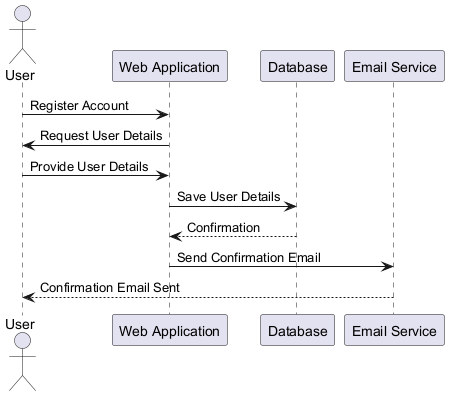 User
Web Application
Database
Email Service
Register Account
Request User Details
Provide User Details
Save User Details
Confirmation
Send Confirmation Email
Confirmation Email Sent
User
Web Application
Database
Email Service